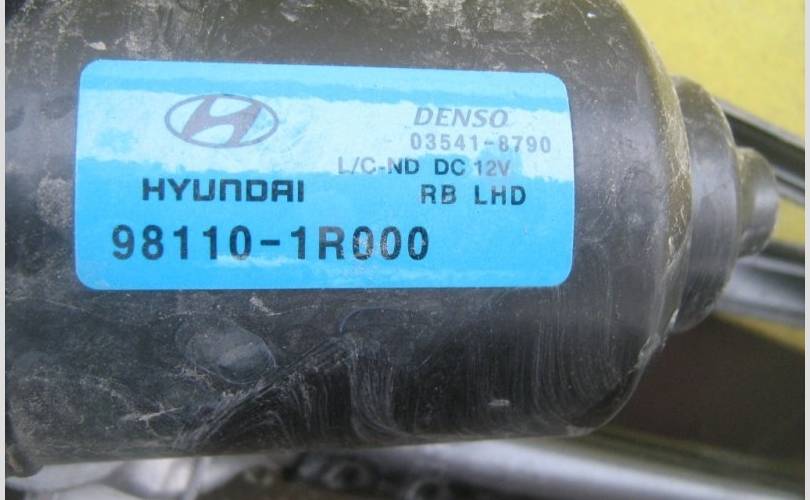 DENSO
03541-8790
L/C-ND DC 12V
HYUNDAI RB LHD
98110-1R000